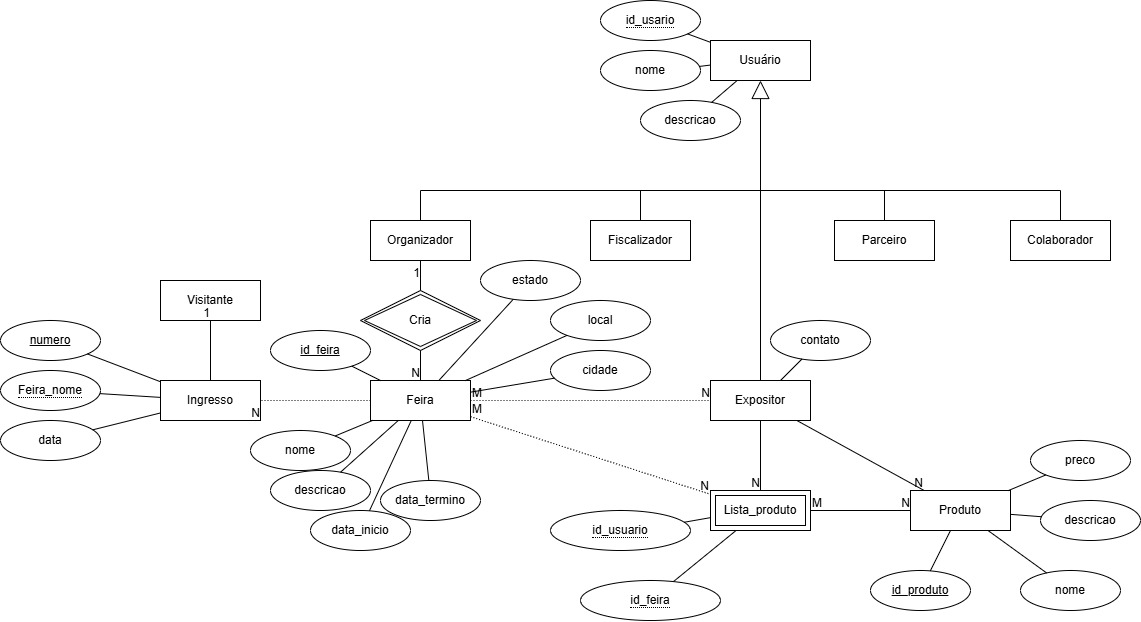 id_usario
Usuário
nome
descricao
Organizador
Fiscalizador
Parceiro
Colaborador
1
estado
Visitante
1
Cria
local
numero
id_feira
contato
cidade
N
Feira_nome
M
N
Ingresso
Feira
Expositor
N
M
data
nome
preco
descricao
N
N
N
data_termino
M
N
Lista_produto
Produto
descricao
data_inicio
id_usuario
id_produto
nome
id_feira